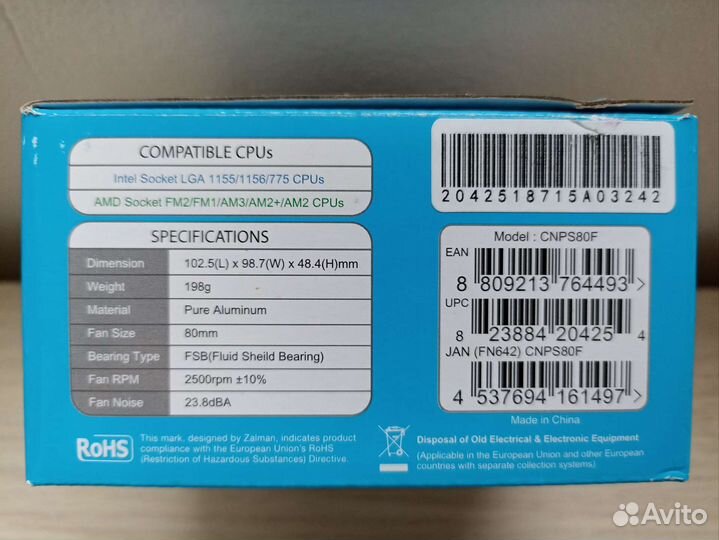 COMPATIBLE CPUs
Intel Socket LGA 1155/1156/775 CPUs
AMD Socket FM2/FM1/AM3/AM2+/AM2 CPUs
SPECIFICATIONS
Dimension 102.5(L) x 98.7(W) x 48.4(H)mm
Weight 198g
Material Pure Aluminum
Fan Size 80mm
Bearing Type FSB(Fluid Sheild Bearing)
Fan RPM 2500rpm ±10%
Fan Noise 23.8dBA
RoHS
This mark, designed by Zalman, indicates product
compliance with the European Union's RoHS
(Restriction of Hazardous Substances) Directive.
2042518715A03242
Model : CNPS80F
EAN
8 809213 764493 >
UPC
8 23884 20425 4
JAN (FN642) CNPS80F
4 537694 161497 >
Made in China
Disposal of Old Electrical & Electronic Equipment
(Applicable in the European Union and other European
countries with separate collection systems)
Avito